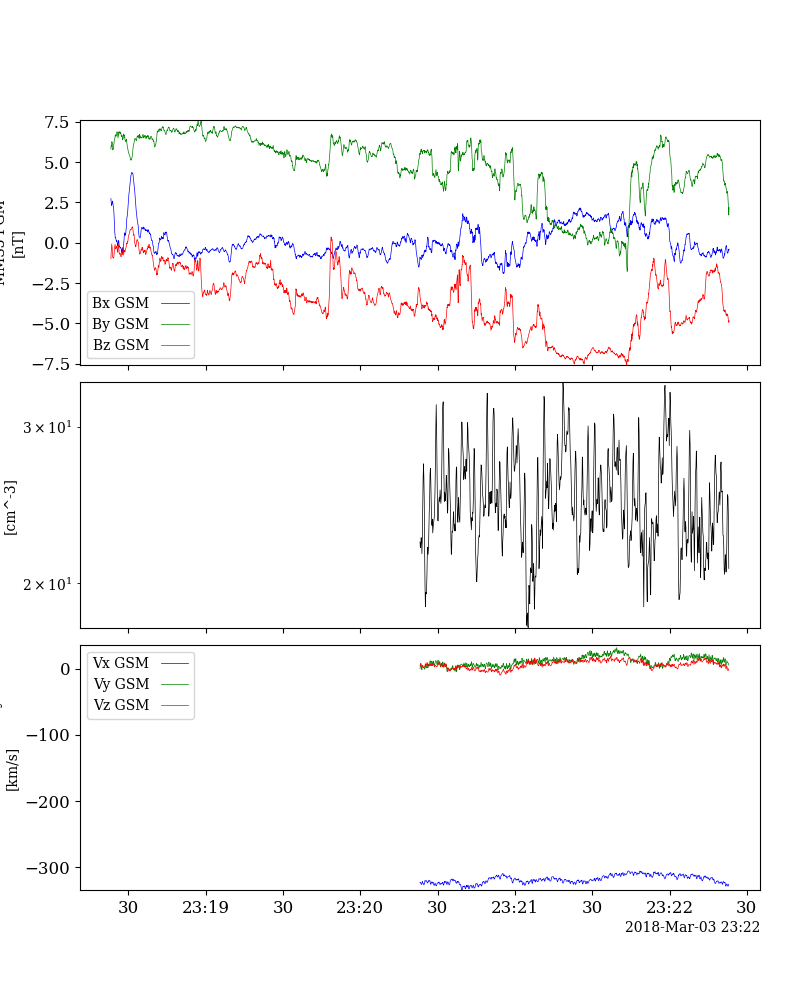 7.5
5.0
2.5
0.0
−2.5
−5.0
−7.5
[nT]
Bx GSM
By GSM
Bz GSM
3 × 10¹
2 × 10¹
[cm^-3]
0
−100
−200
−300
[km/s]
Vx GSM
Vy GSM
Vz GSM
30 23:19 30 23:20 30 23:21 30 23:22 30
2018-Mar-03 23:22